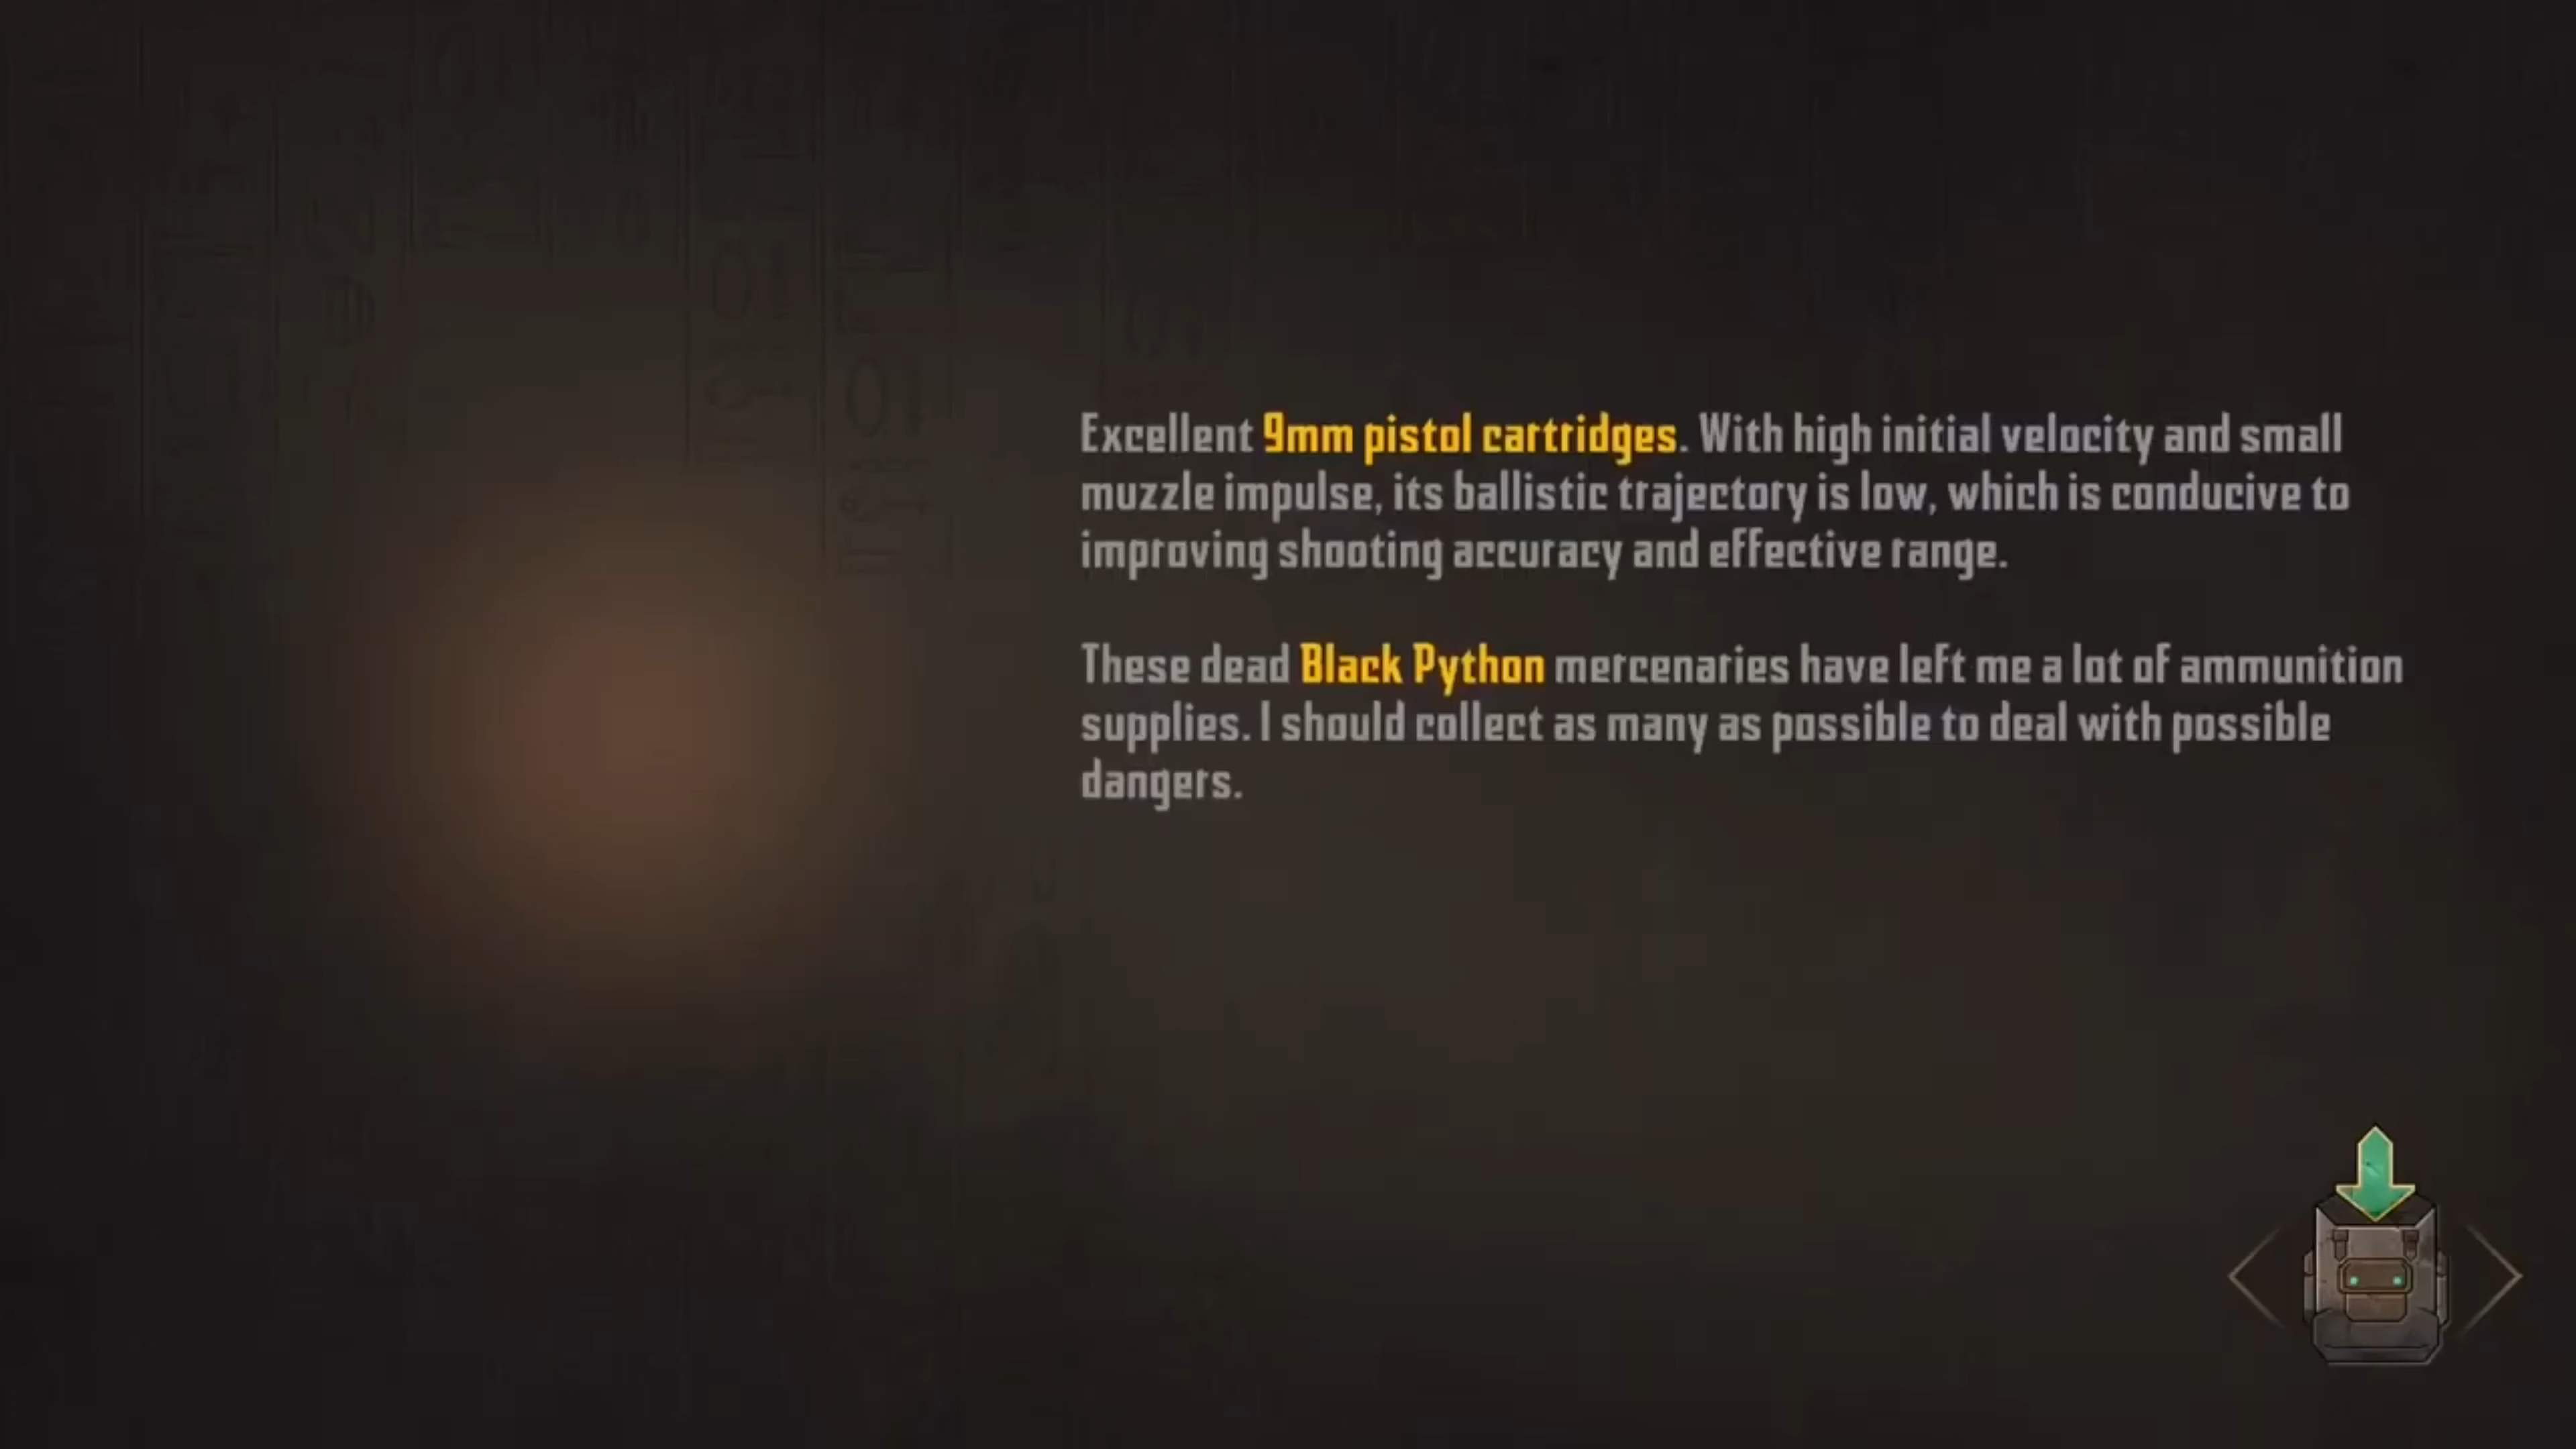 Excellent 9mm pistol cartridges. With high initial velocity and small
muzzle impulse, its ballistic trajectory is low, which is conducive to
improving shooting accuracy and effective range.
These dead Black Python mercenaries have left me a lot of ammunition
supplies. I should collect as many as possible to deal with possible
dangers.